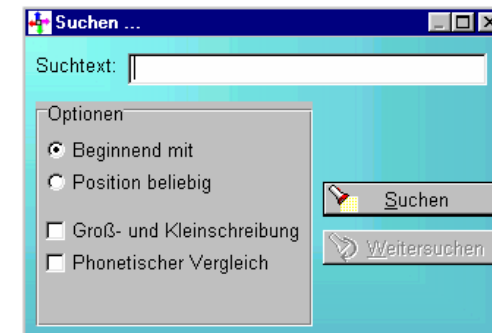 Suchen ...
Suchtext:
Optionen
Beginnend mit
Position beliebig
Groß- und Kleinschreibung
Phonetischer Vergleich
Suchen
Weitersuchen